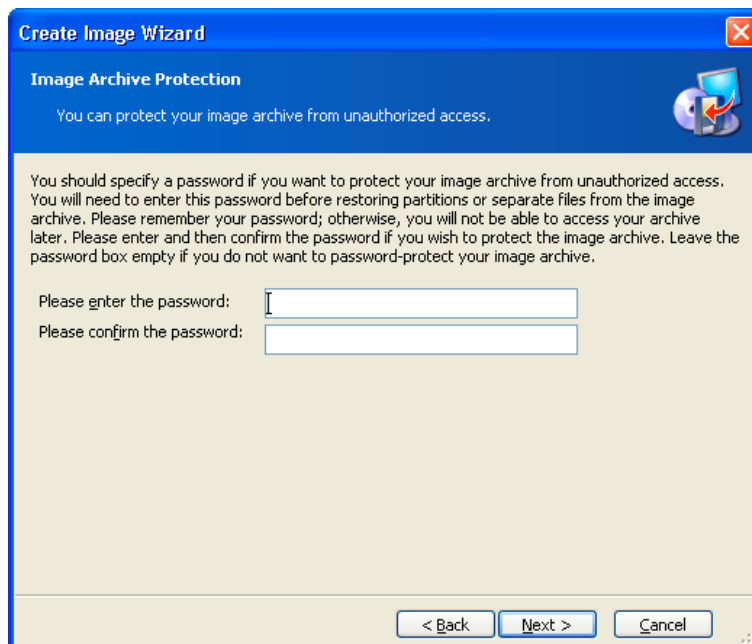 Create Image Wizard
Image Archive Protection
You can protect your image archive from unauthorized access.
You should specify a password if you want to protect your image archive from unauthorized access.
You will need to enter this password before restoring partitions or separate files from the image
archive. Please remember your password; otherwise, you will not be able to access your archive
later. Please enter and then confirm the password if you wish to protect the image archive. Leave the
password box empty if you do not want to password-protect your image archive.
Please enter the password:
Please confirm the password:
< Back Next > Cancel